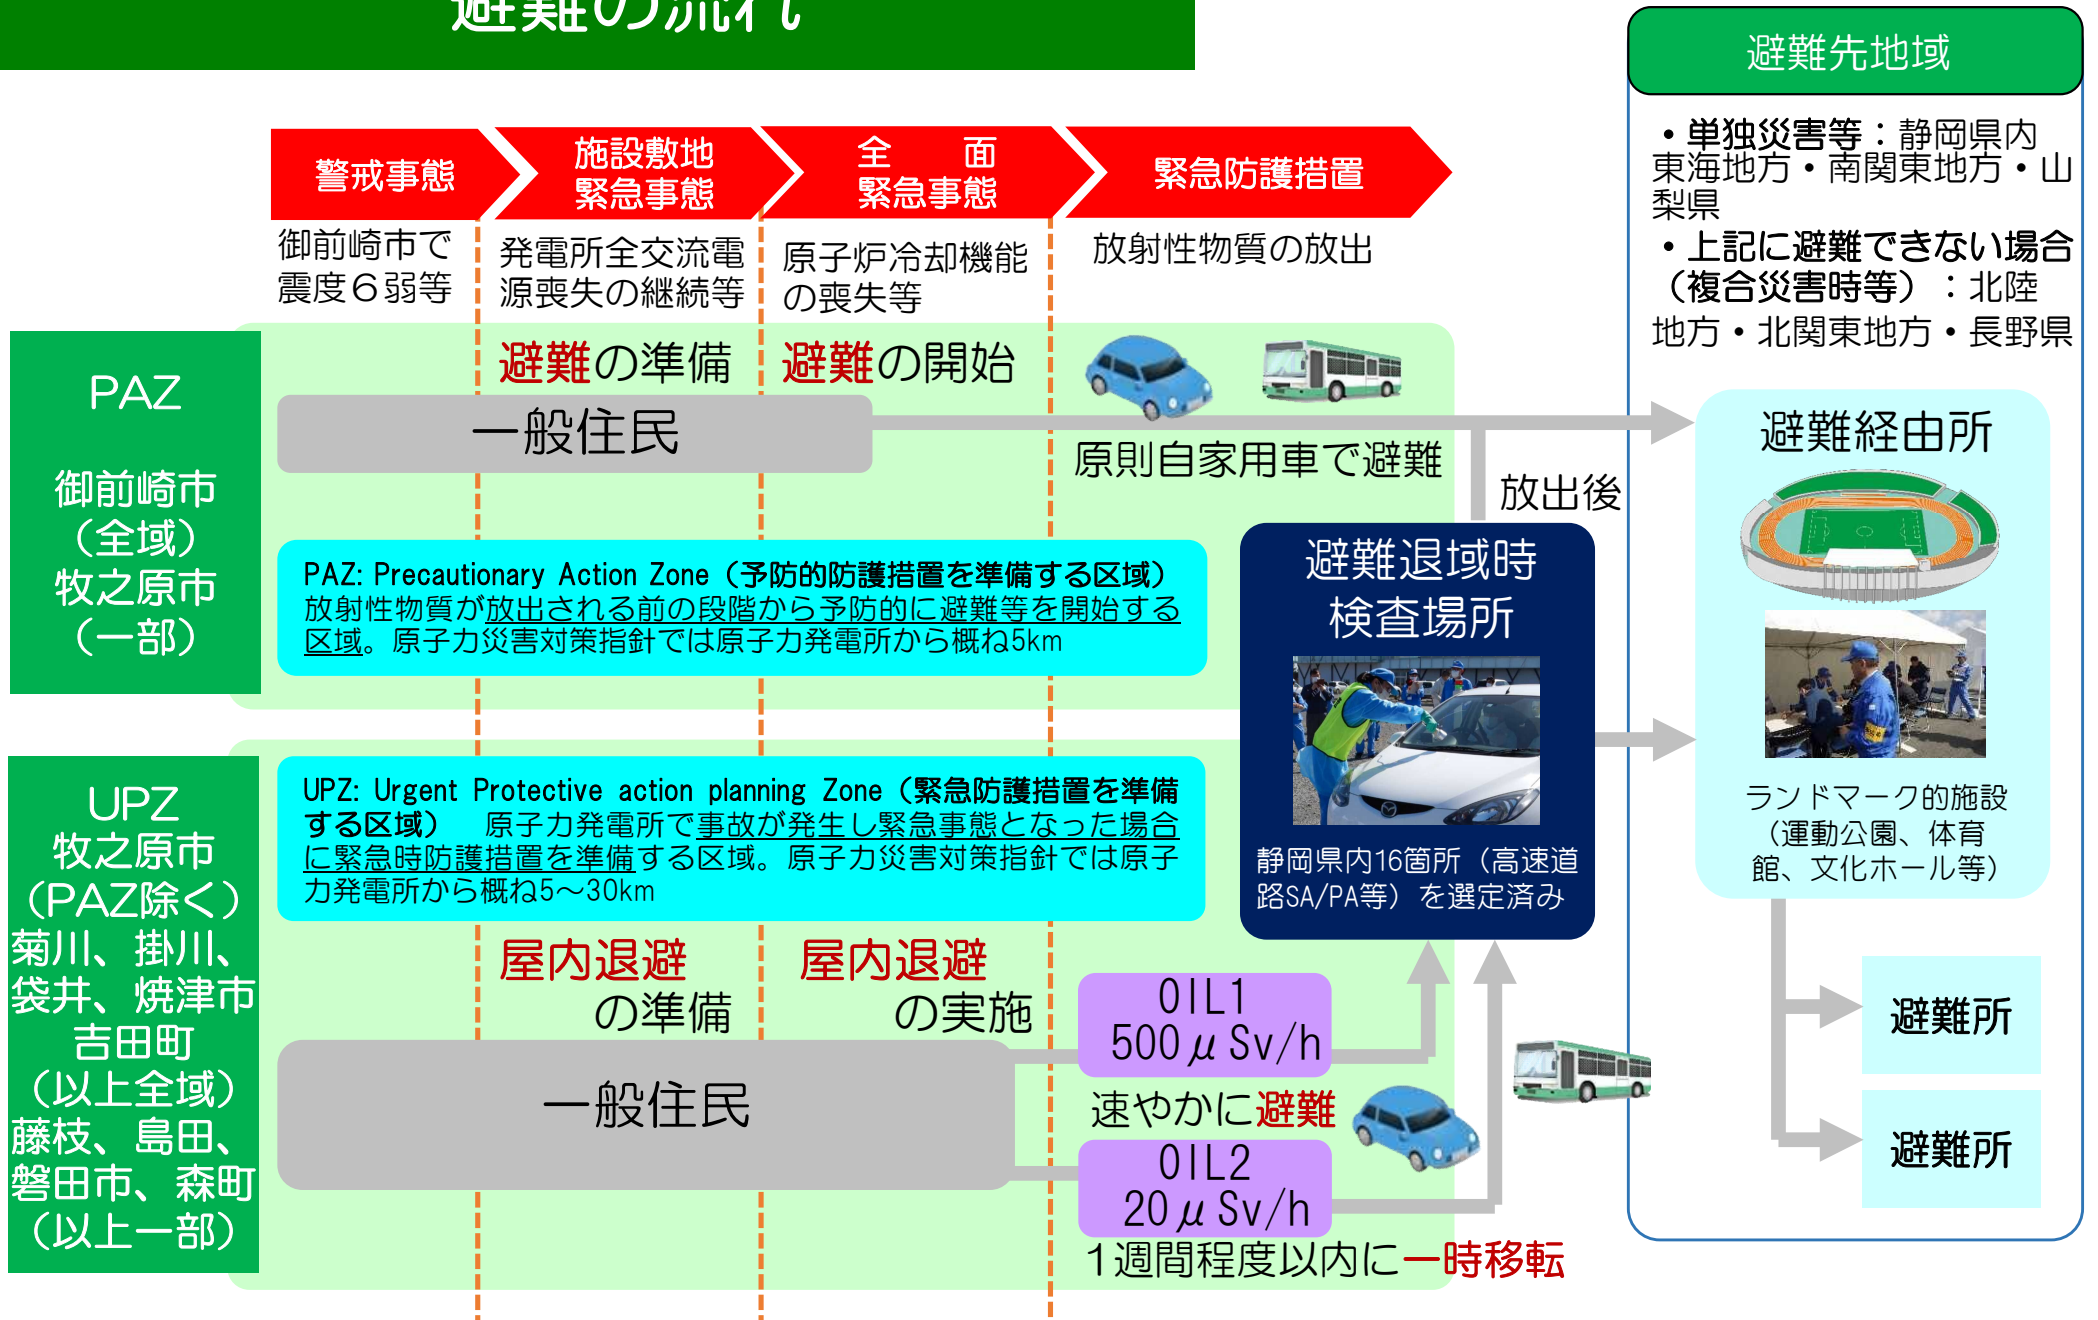 避難の流れ
避難先地域
・単独災害等：静岡県内
東海地方・南関東地方・山
梨県
・上記に避難できない場合
（複合災害時等）：北陸
地方・北関東地方・長野県
警戒事態
施設敷地
緊急事態
全　面
緊急事態
緊急防護措置
御前崎市で
震度６弱等
発電所全交流電
源喪失の継続等
原子炉冷却機能
の喪失等
放射性物質の放出
PAZ
御前崎市
（全域）
牧之原市
（一部）
避難の準備
避難の開始
一般住民
原則自家用車で避難
放出後
PAZ: Precautionary Action Zone（予防的防護措置を準備する区域）
放射性物質が放出される前の段階から予防的に避難等を開始する
区域。原子力災害対策指針では原子力発電所から概ね5km
避難退域時
検査場所
静岡県内16箇所（高速道
路SA/PA等）を選定済み
避難経由所
ランドマーク的施設
（運動公園、体育
館、文化ホール等）
避難所
避難所
UPZ
牧之原市
（PAZ除く）
菊川、掛川、
袋井、焼津市
吉田町
（以上全域）
藤枝、島田、
磐田市、森町
（以上一部）
UPZ: Urgent Protective action planning Zone（緊急防護措置を準備
する区域）　原子力発電所で事故が発生し緊急事態となった場合
に緊急時防護措置を準備する区域。原子力災害対策指針では原子
力発電所から概ね5～30km
屋内退避
の準備
屋内退避
の実施
一般住民
OIL1
500μSv/h
速やかに避難
OIL2
20μSv/h
１週間程度以内に一時移転